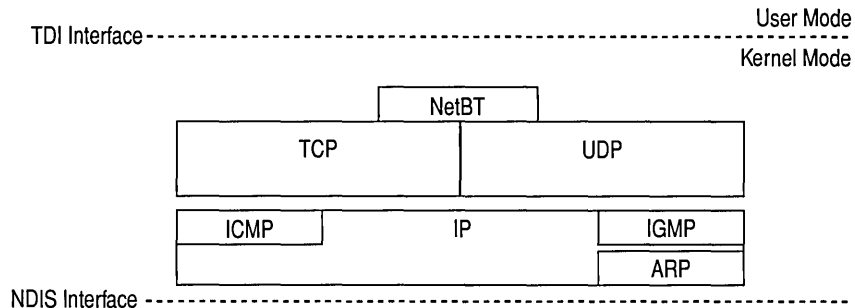 User Mode
TDI Interface
Kernel Mode
NetBT
TCP UDP
ICMP IP IGMP
ARP
NDIS Interface